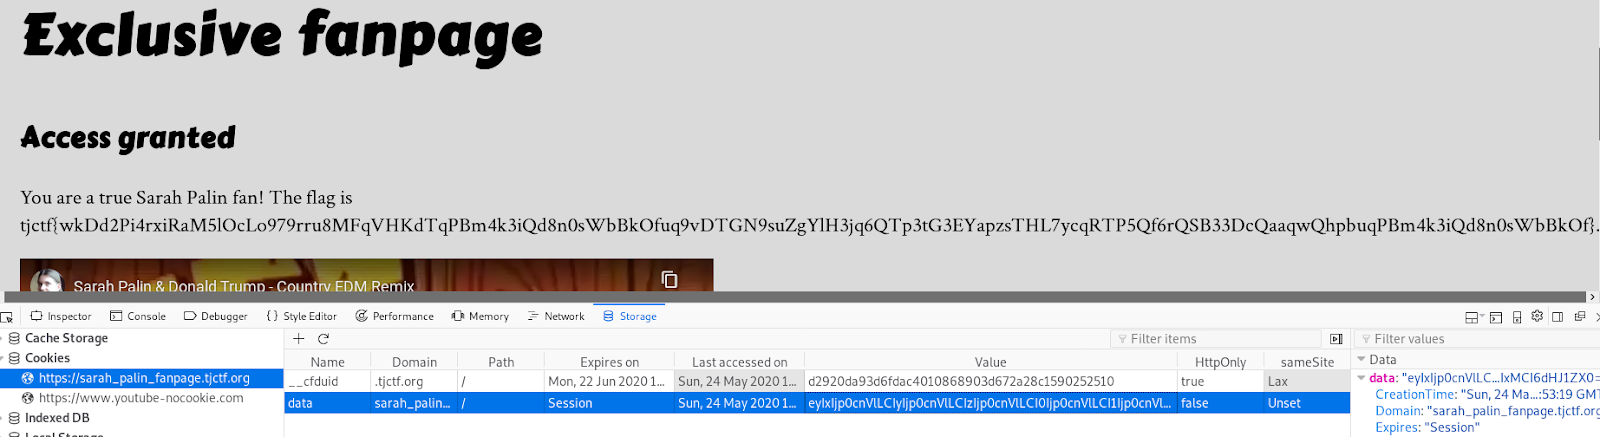 Exclusive fanpage
Access granted
You are a true Sarah Palin fan! The flag is
tjctf{wkDd2Pi4rxiRaM5lOcLo979rru8MFqVHKdTqPBm4k3iQd8n0sWbBkOfuq9vDTGN9suZgYlH3jq6QTp3tG3EYapzsTHL7ycqRTP5Qf6rQSB33DcQaaqwQhpbuqPBm4k3iQd8n0sWbBkOf}.
Sarah Palin & Donald Trump - Country EDM Remix
Inspector Console Debugger Style Editor Performance Memory Network Storage
Cache Storage Filter items Filter values
Cookies Name Domain Path Expires on Last accessed on Value HttpOnly sameSite Data
https://sarah_palin_fanpage.tjctf.org __cfduid .tjctf.org / Mon, 22 Jun 2020 1... Sun, 24 May 2020 1... d2920da93d6fdac4010868903d672a28c1590252510 true Lax data: "eyIxIjp0cnVlLC...IxMCI6dHJ1ZX0=
https://www.youtube-nocookie.com data sarah_palin... / Session Sun, 24 May 2020 1... eyIxIjp0cnVlLCIyIjp0cnVlLCIzIjp0cnVlLCI0Ijp0cnVlLCI1Ijp0cnVl... false Unset CreationTime: "Sun, 24 Ma...:53:19 GMT
Domain: "sarah_palin_fanpage.tjctf.org
Indexed DB Expires: "Session"
Local Storage